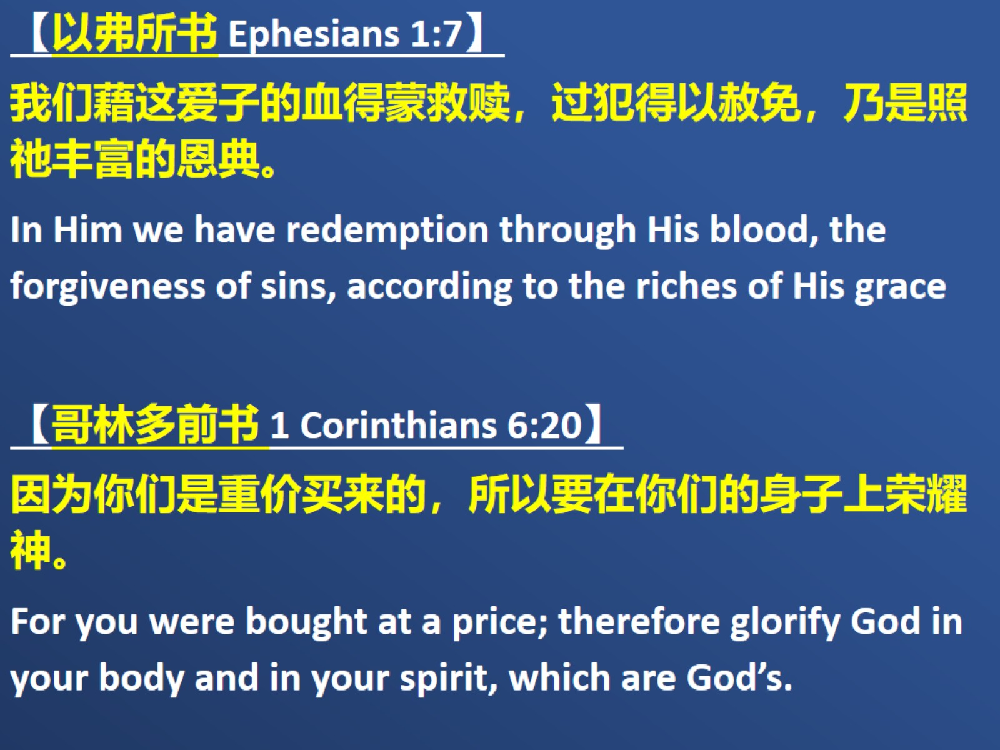 【以弗所书 Ephesians 1:7】
我们藉这爱子的血得蒙救赎，过犯得以赦免，乃是照
祂丰富的恩典。
In Him we have redemption through His blood, the
forgiveness of sins, according to the riches of His grace
【哥林多前书 1 Corinthians 6:20】
因为你们是重价买来的，所以要在你们的身子上荣耀
神。
For you were bought at a price; therefore glorify God in
your body and in your spirit, which are God’s.